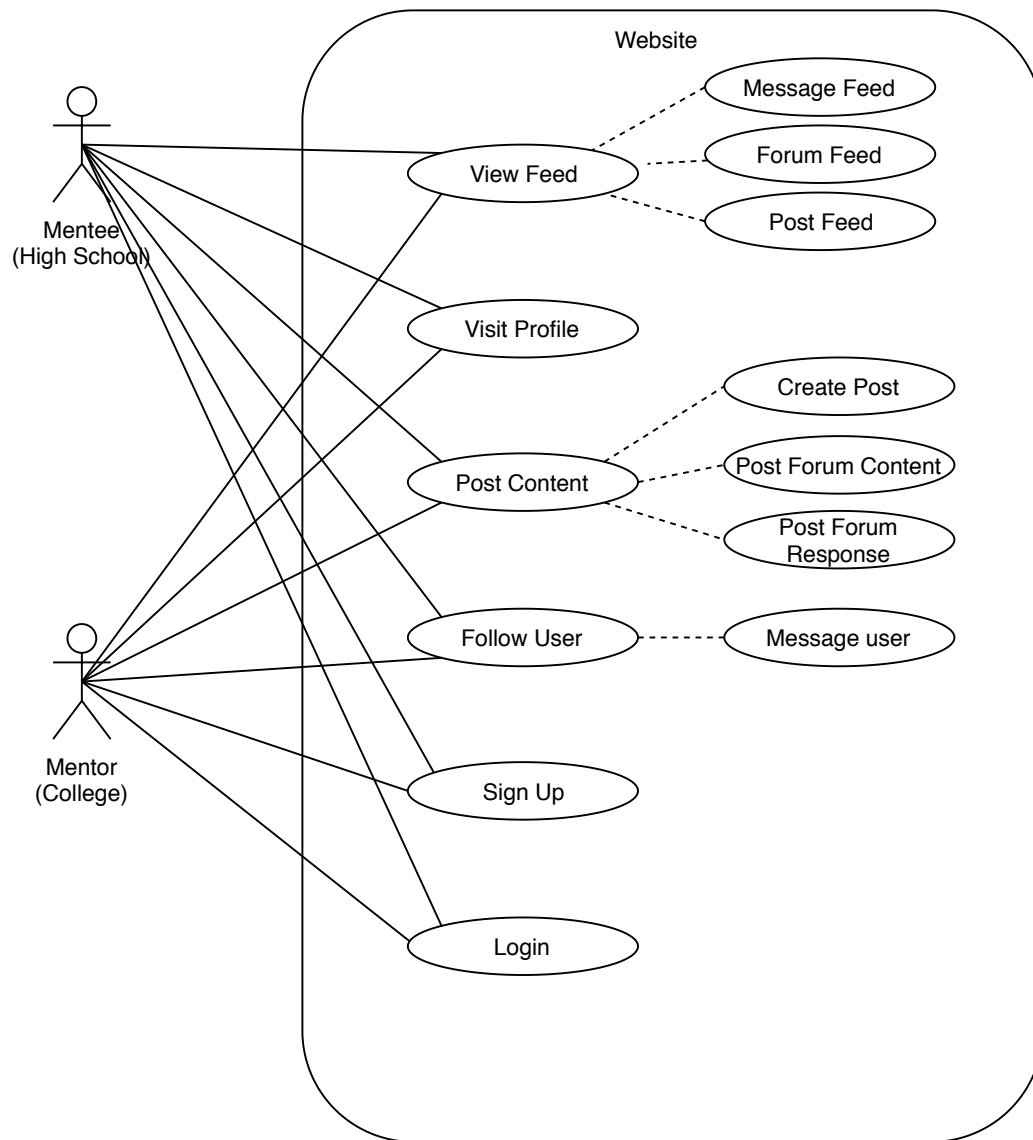 Website
Message Feed
Forum Feed
View Feed
Post Feed
Mentee
(High School)
Visit Profile
Create Post
Post Forum Content
Post Content
Post Forum
Response
Follow User
Message user
Mentor
(College)
Sign Up
Login